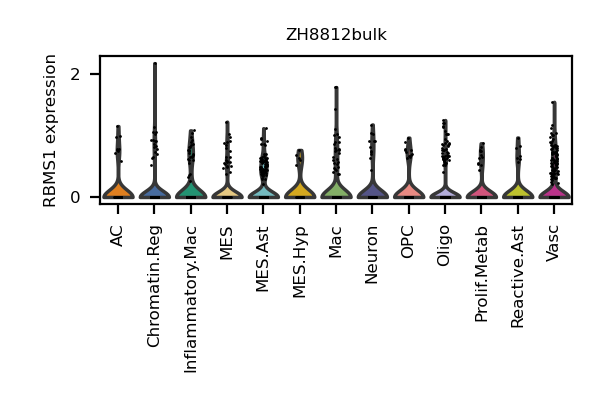 ZH8812bulk
RBMS1 expression
2
0
AC
Chromatin.Reg
Inflammatory.Mac
MES
MES.Ast
MES.Hyp
Mac
Neuron
OPC
Oligo
Prolif.Metab
Reactive.Ast
Vasc